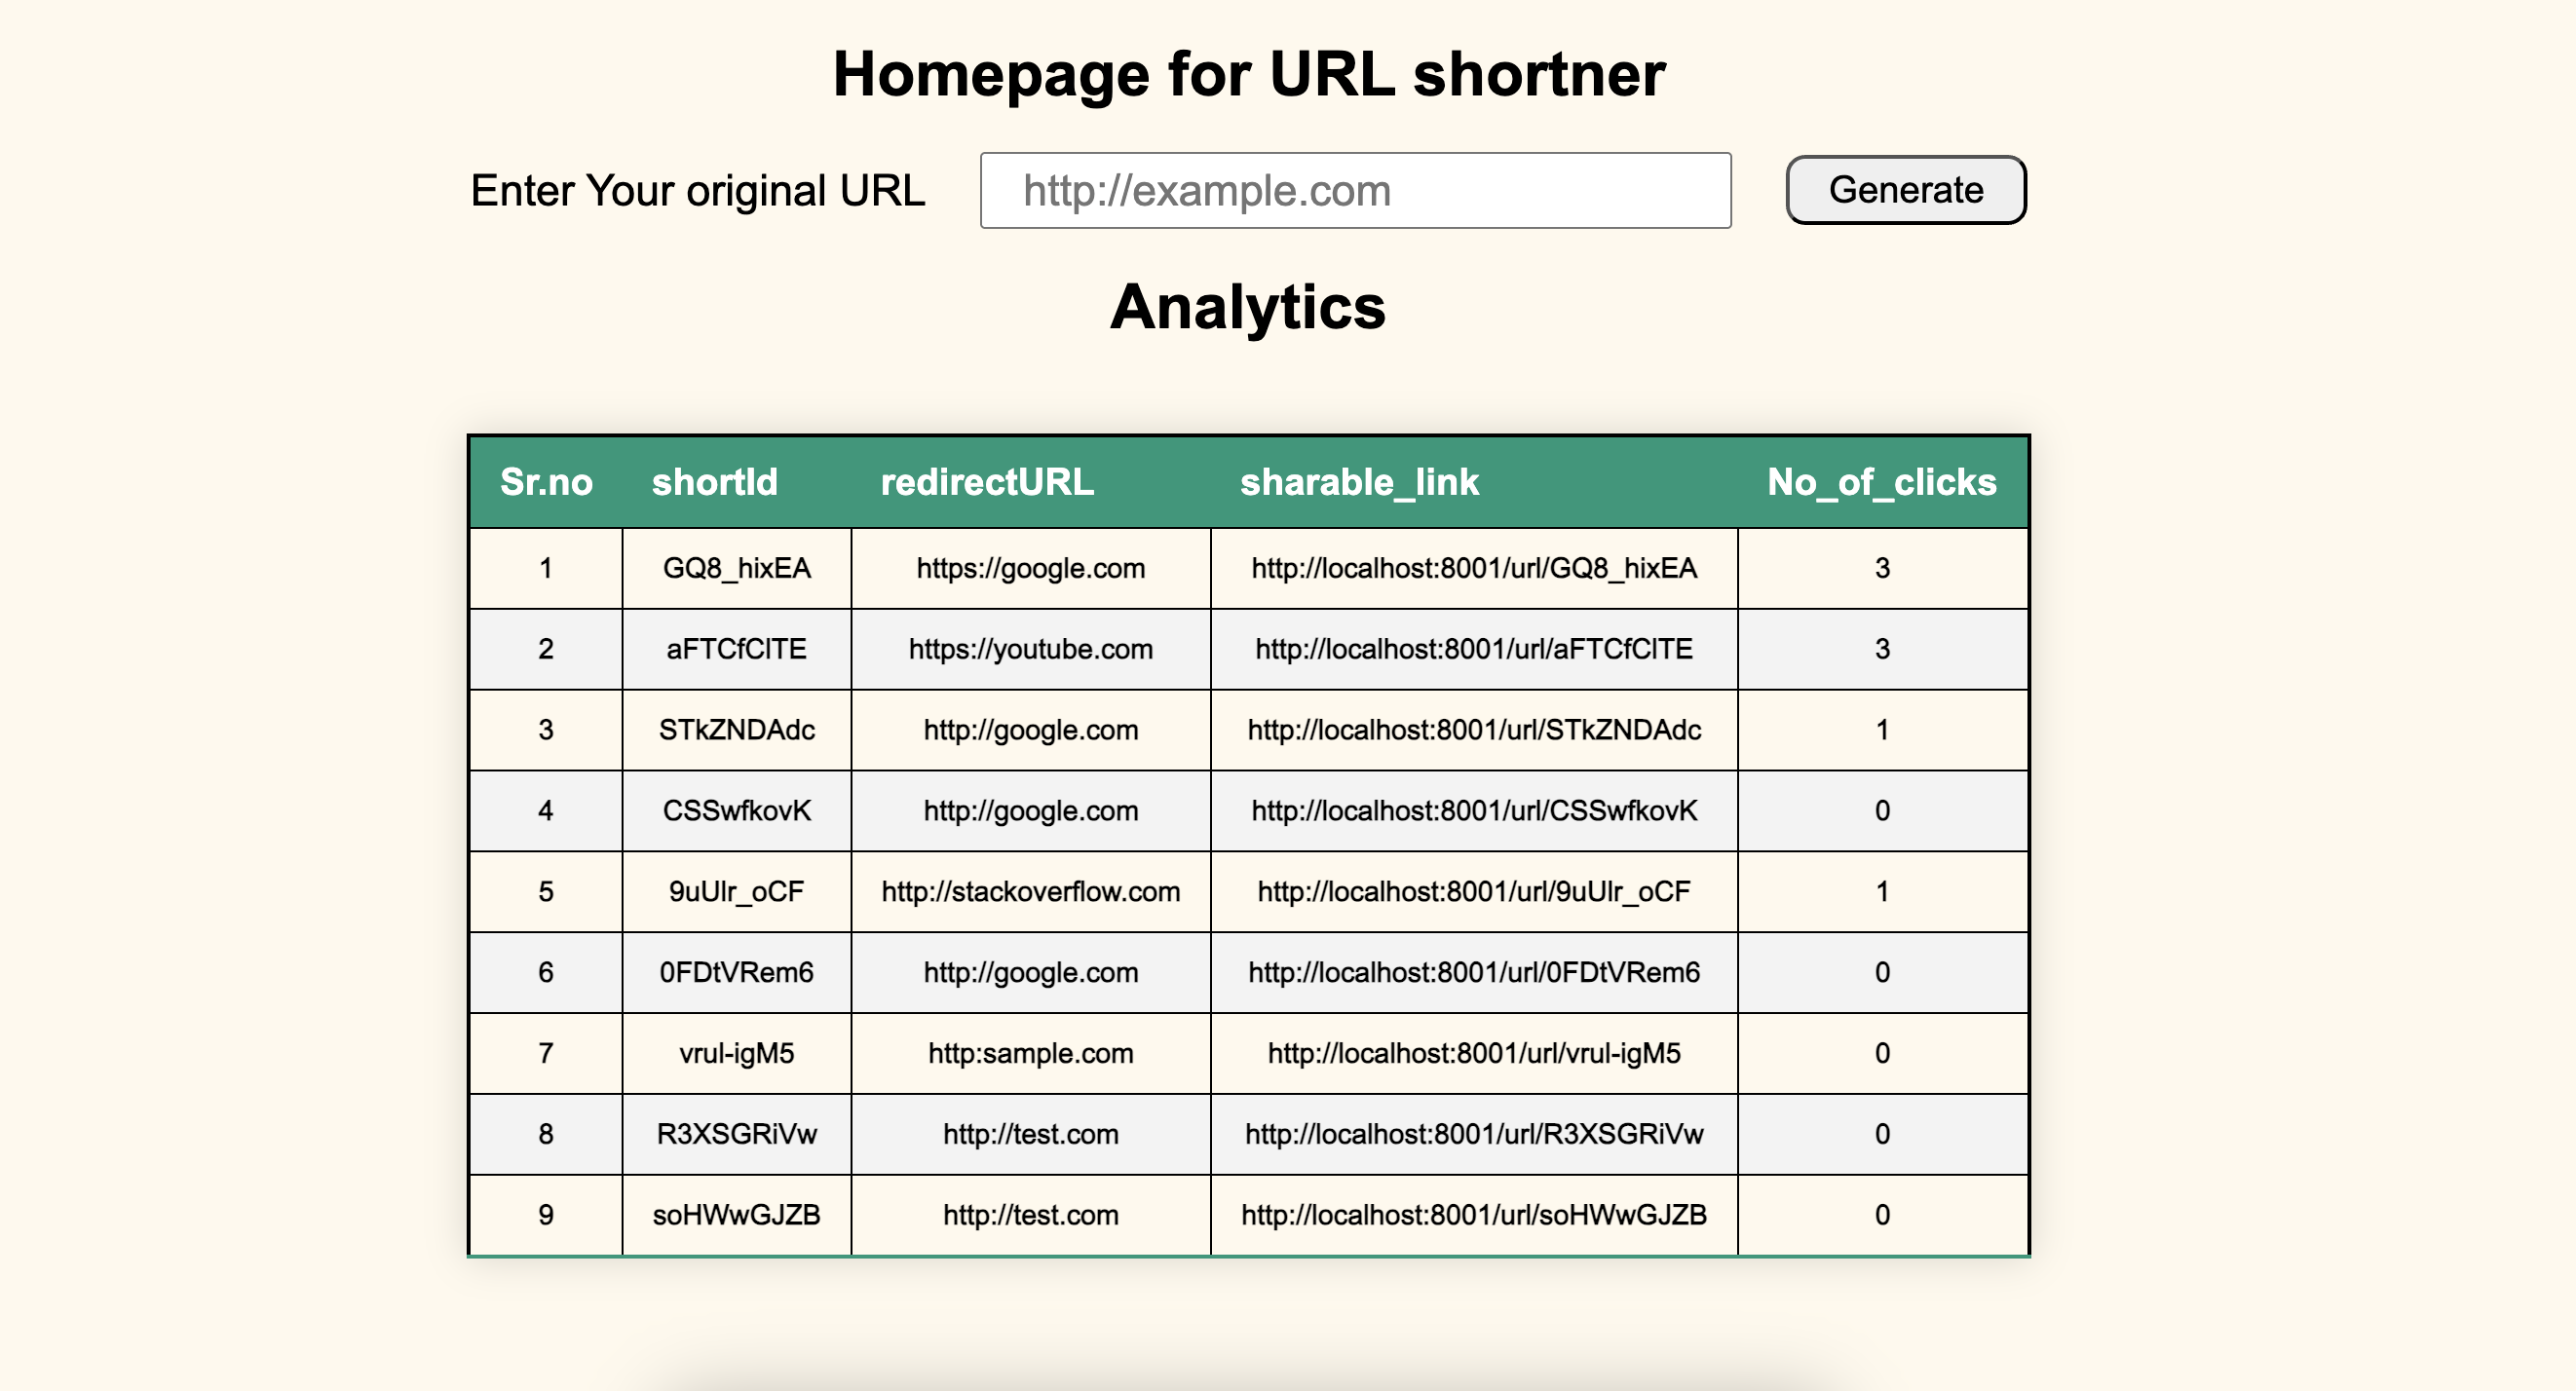 Homepage for URL shortner
Enter Your original URL http://example.com Generate
Analytics
Sr.no shortId redirectURL sharable_link No_of_clicks
1 GQ8_hixEA https://google.com http://localhost:8001/url/GQ8_hixEA 3
2 aFTCfClTE https://youtube.com http://localhost:8001/url/aFTCfClTE 3
3 STkZNDAdc http://google.com http://localhost:8001/url/STkZNDAdc 1
4 CSSwfkovK http://google.com http://localhost:8001/url/CSSwfkovK 0
5 9uUlr_oCF http://stackoverflow.com http://localhost:8001/url/9uUlr_oCF 1
6 0FDtVRem6 http://google.com http://localhost:8001/url/0FDtVRem6 0
7 vruI-igM5 http:sample.com http://localhost:8001/url/vruI-igM5 0
8 R3XSGRiVw http://test.com http://localhost:8001/url/R3XSGRiVw 0
9 soHWwGJZB http://test.com http://localhost:8001/url/soHWwGJZB 0